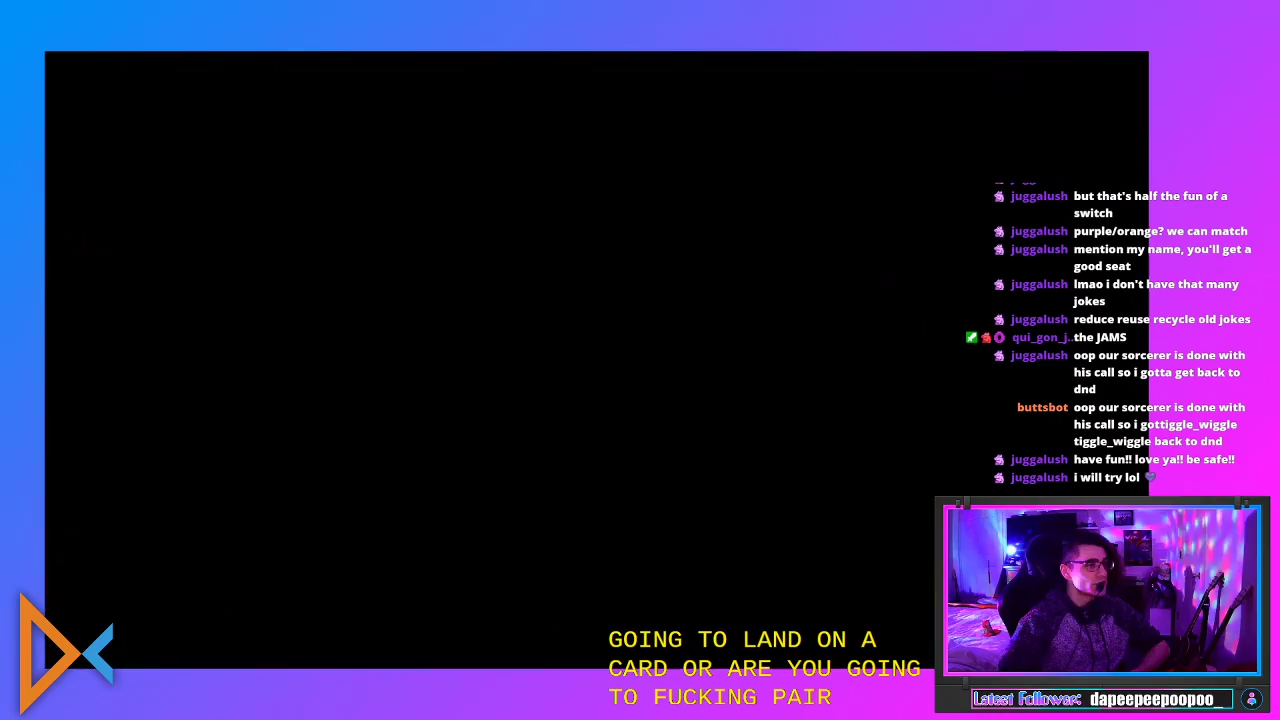 juggalush but that's half the fun of a
switch
juggalush purple/orange? we can match
juggalush mention my name, you'll get a
good seat
juggalush lmao i don't have that many
jokes
juggalush reduce reuse recycle old jokes
qui_gon_j.. the JAMS
juggalush oop our sorcerer is done with
his call so i gotta get back to
dnd
buttsbot oop our sorcerer is done with
his call so i gottiggle_wiggle
tiggle_wiggle back to dnd
juggalush have fun!! love ya!! be safe!!
juggalush i will try lol
GOING TO LAND ON A
CARD OR ARE YOU GOING
TO FUCKING PAIR
Latest Follower: dapeepeepoopoo_